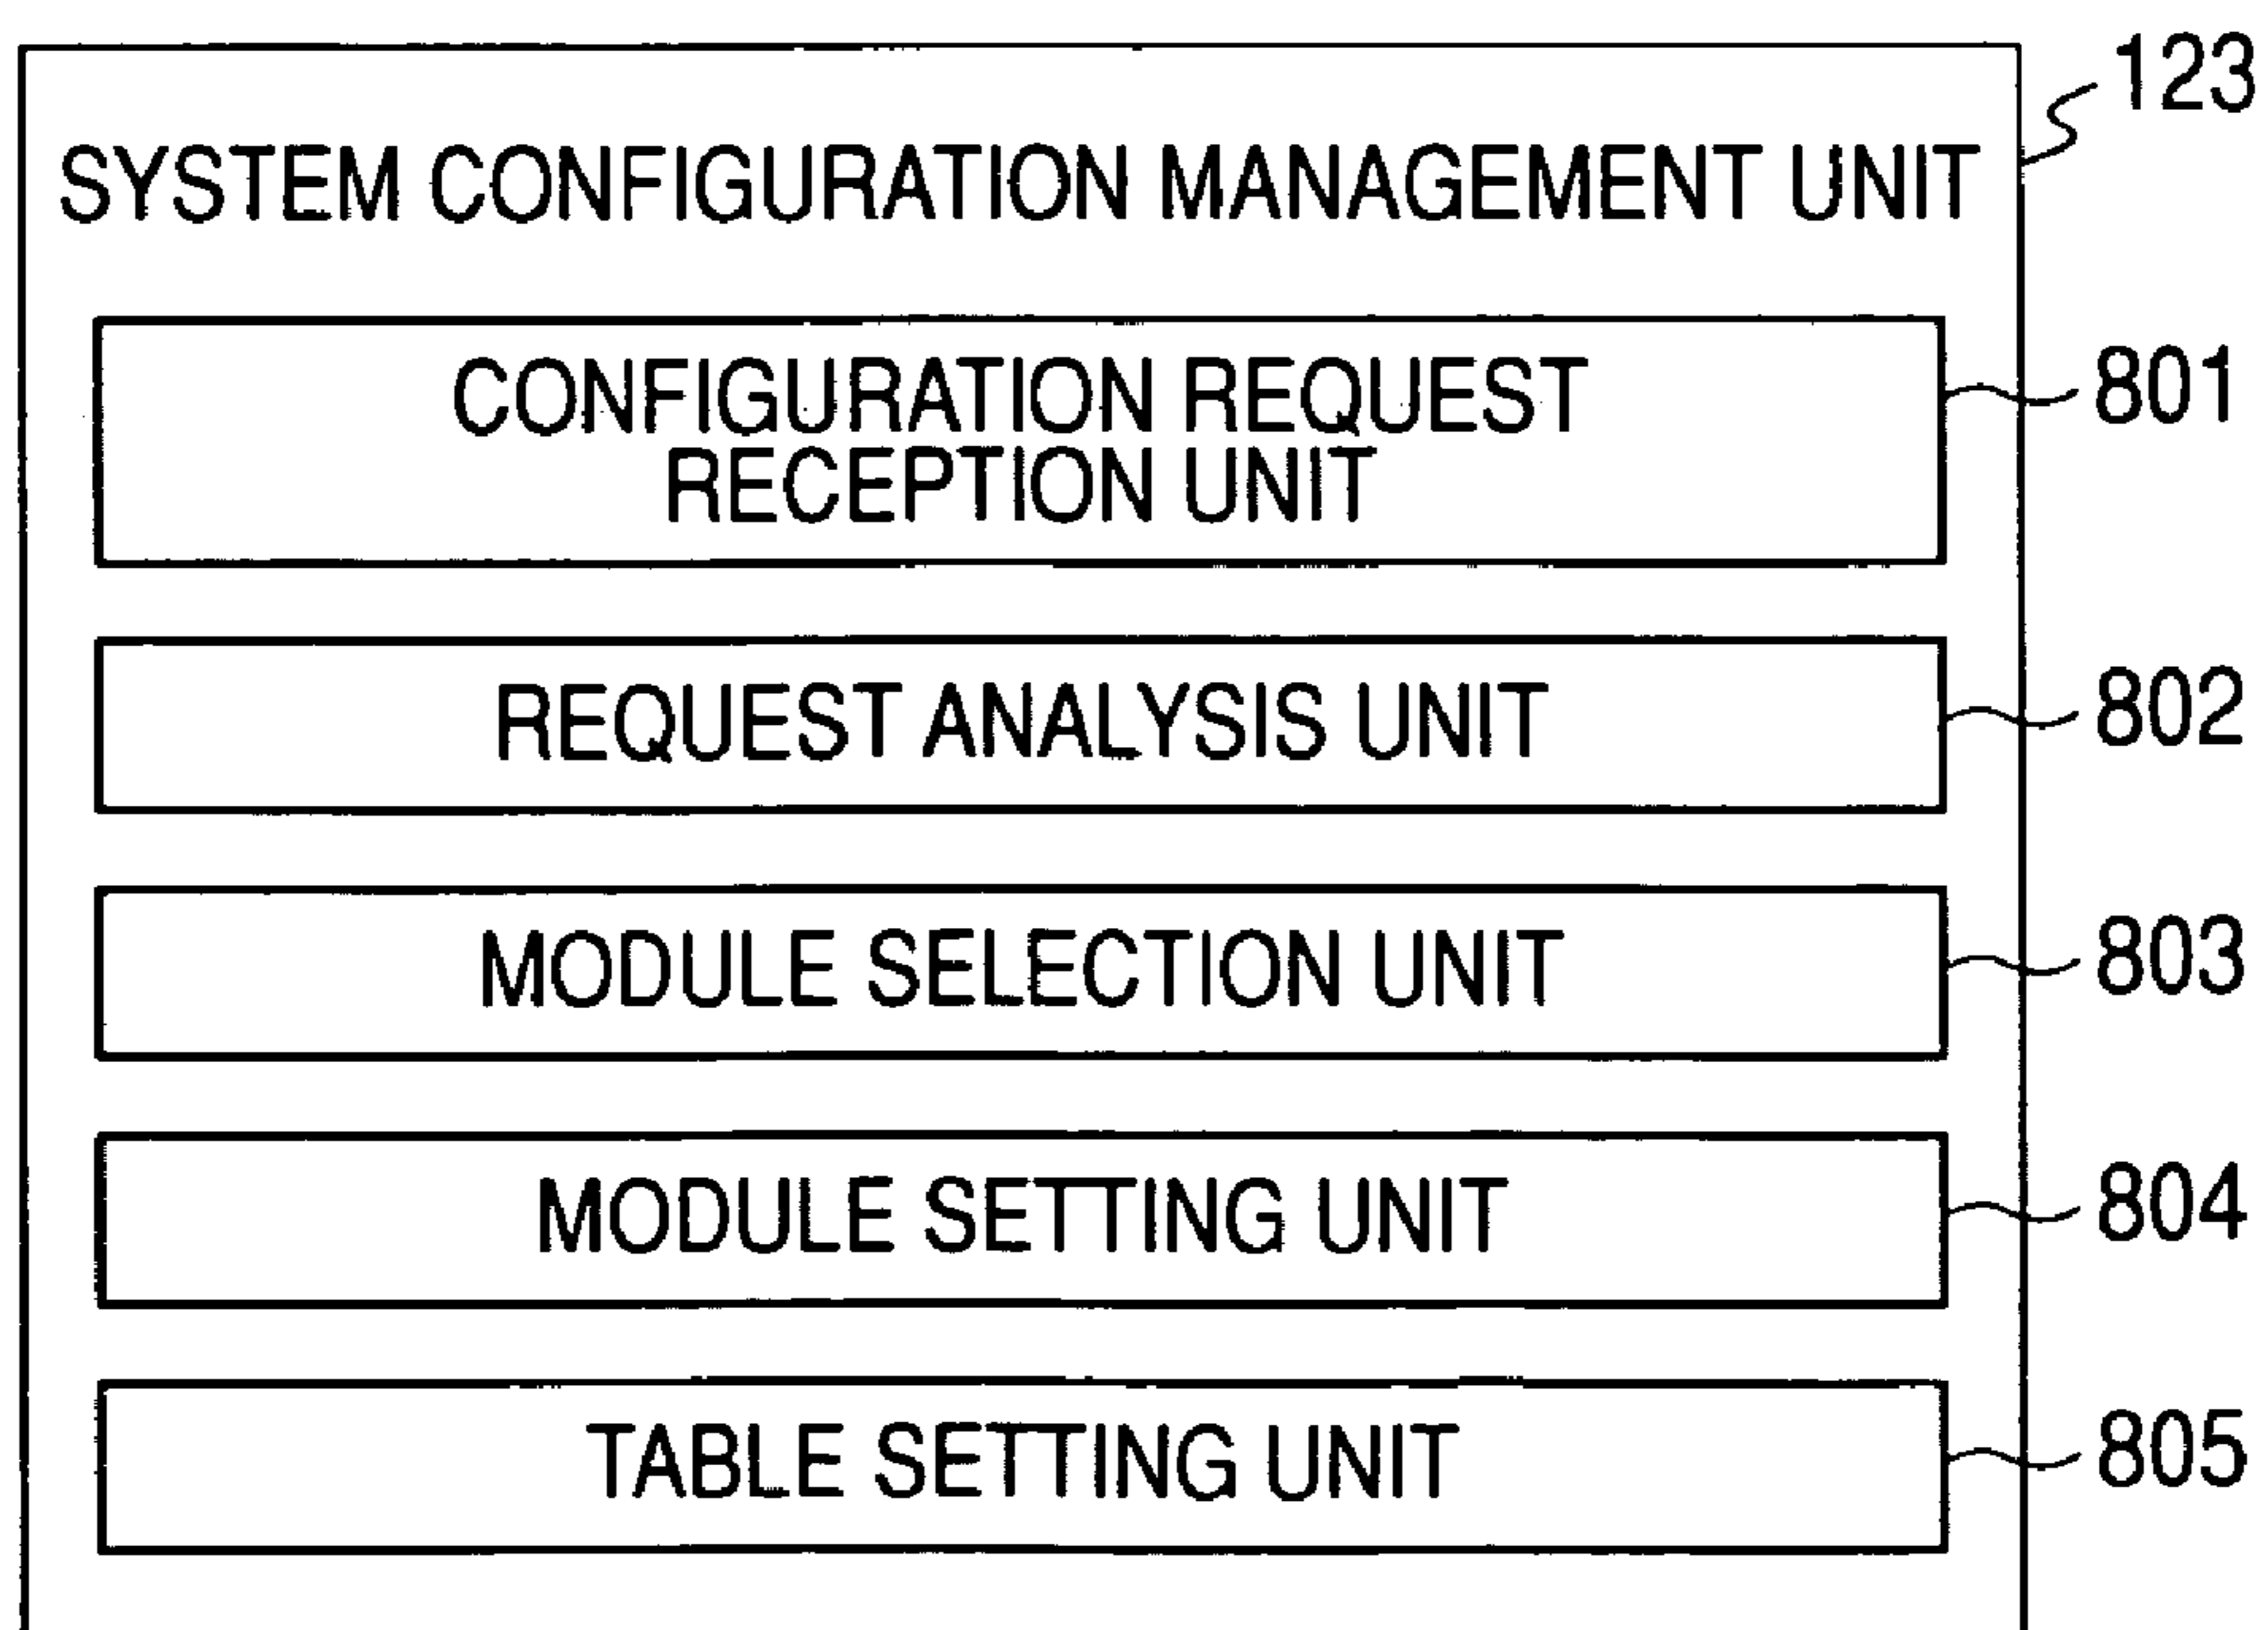 123
SYSTEM CONFIGURATION MANAGEMENT UNIT
CONFIGURATION REQUEST
RECEPTION UNIT
801
REQUEST ANALYSIS UNIT
802
MODULE SELECTION UNIT
803
MODULE SETTING UNIT
804
TABLE SETTING UNIT
805